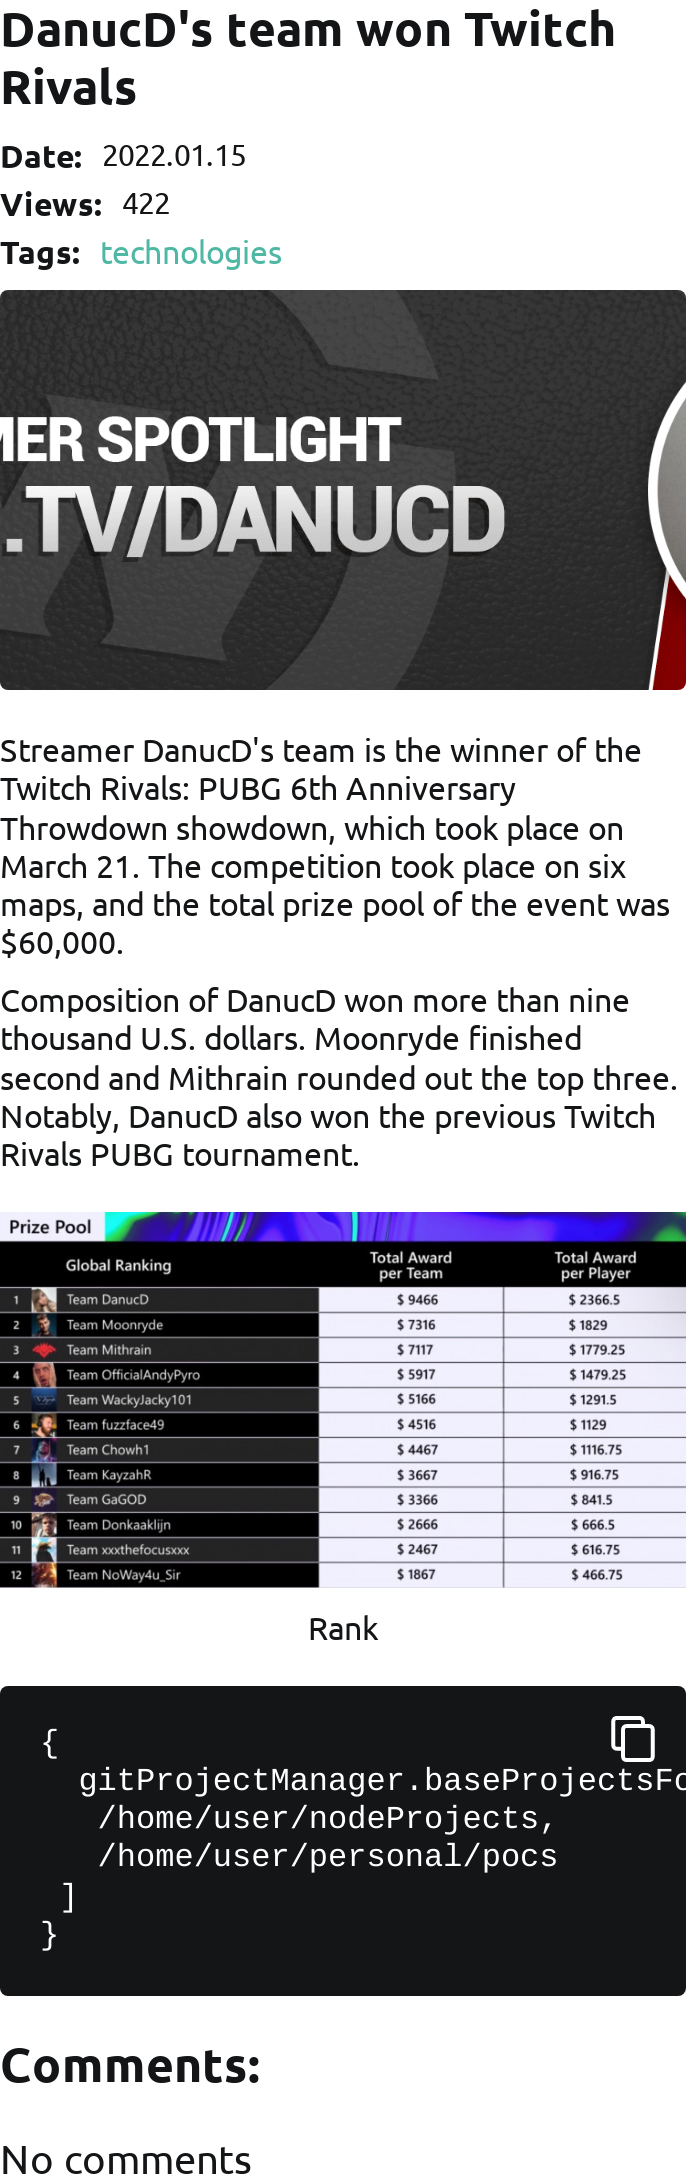 DanucD's team won Twitch
Rivals
Date: 2022.01.15
Views: 422
Tags: technologies
MER SPOTLIGHT
.TV/DANUCD
Streamer DanucD's team is the winner of the
Twitch Rivals: PUBG 6th Anniversary
Throwdown showdown, which took place on
March 21. The competition took place on six
maps, and the total prize pool of the event was
$60,000.
Composition of DanucD won more than nine
thousand U.S. dollars. Moonryde finished
second and Mithrain rounded out the top three.
Notably, DanucD also won the previous Twitch
Rivals PUBG tournament.
Prize Pool
Global Ranking Total Award per Team Total Award per Player
1 Team DanucD $ 9466 $ 2366.5
2 Team Moonryde $ 7316 $ 1829
3 Team Mithrain $ 7117 $ 1779.25
4 Team OfficialAndyPyro $ 5917 $ 1479.25
5 Team WackyJacky101 $ 5166 $ 1291.5
6 Team fuzzface49 $ 4516 $ 1129
7 Team Chowh1 $ 4467 $ 1116.75
8 Team KayzahR $ 3667 $ 916.75
9 Team GaGOD $ 3366 $ 841.5
10 Team Donkaaklijn $ 2666 $ 666.5
11 Team xxxthefocusxxx $ 2467 $ 616.75
12 Team NoWay4u_Sir $ 1867 $ 466.75
Rank
{
gitProjectManager.baseProjectsFo
/home/user/nodeProjects,
/home/user/personal/pocs
]
}
Comments:
No comments